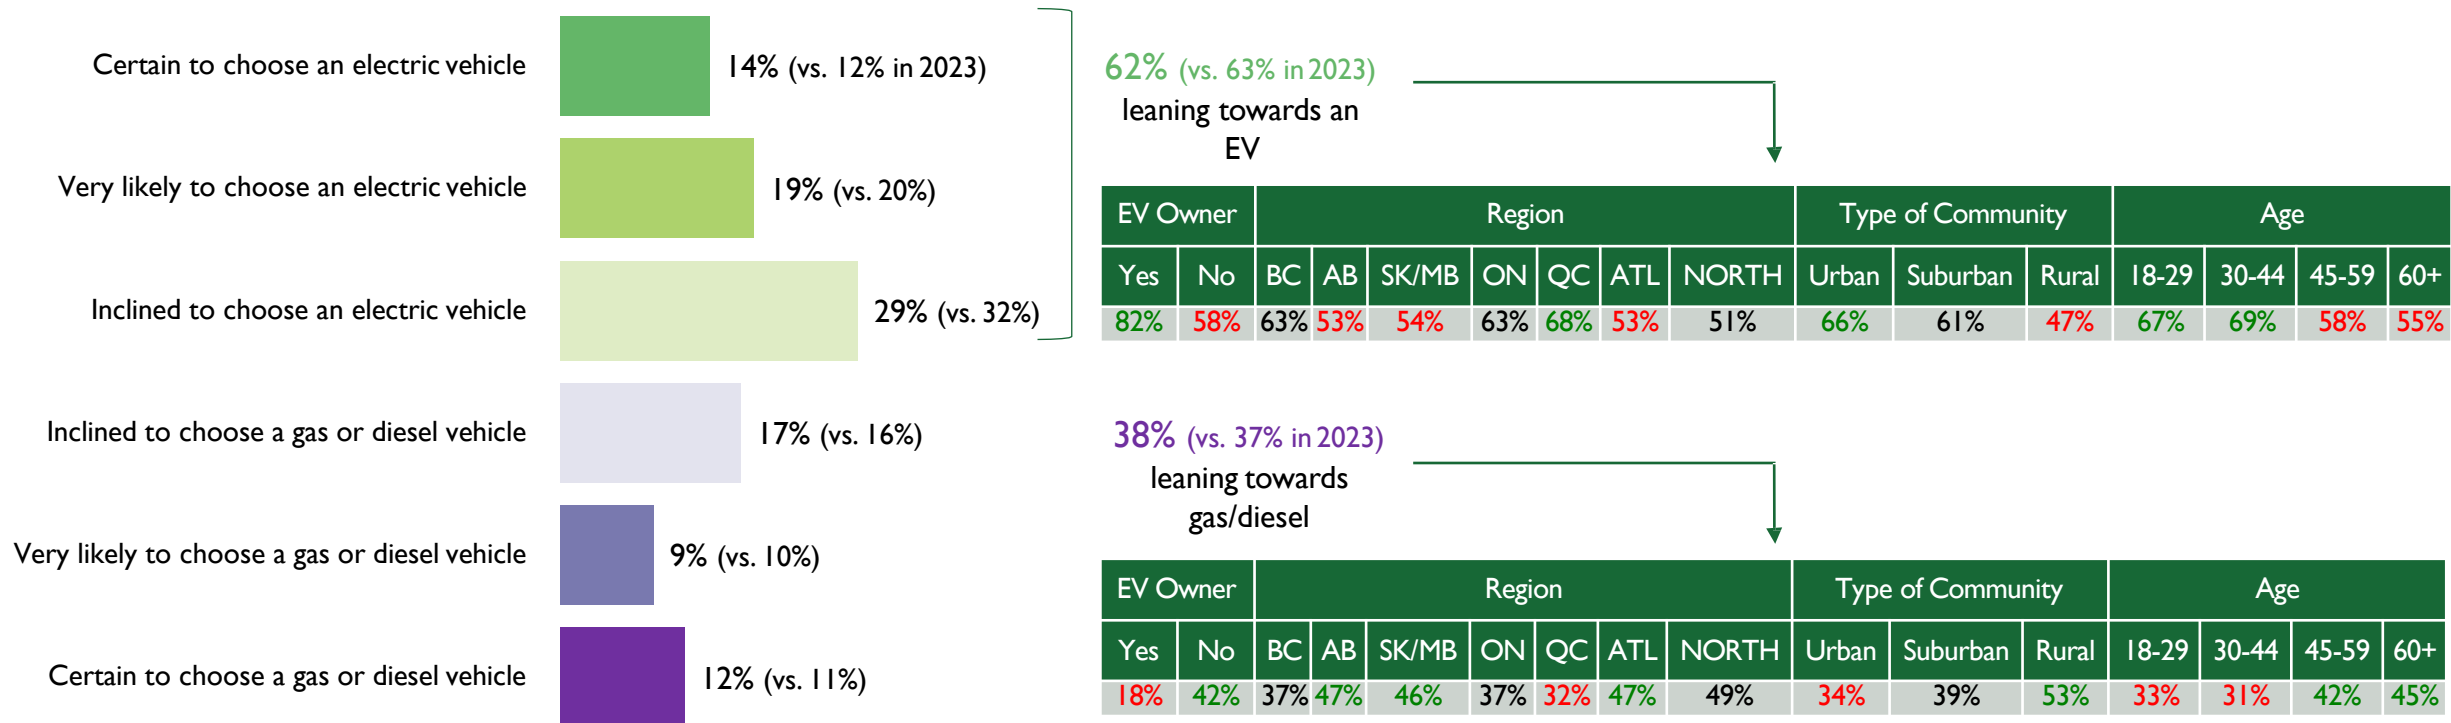 Certain to choose an electric vehicle
14% (vs. 12% in 2023)
Very likely to choose an electric vehicle
19% (vs. 20%)
Inclined to choose an electric vehicle
29% (vs. 32%)
Inclined to choose a gas or diesel vehicle
17% (vs. 16%)
Very likely to choose a gas or diesel vehicle
9% (vs. 10%)
Certain to choose a gas or diesel vehicle
12% (vs. 11%)
62% (vs. 63% in 2023)
leaning towards an
EV
EV Owner Region Type of Community Age
Yes No BC AB SK/MB ON QC ATL NORTH Urban Suburban Rural 18-29 30-44 45-59 60+
82% 58% 63% 53% 54% 63% 68% 53% 51% 66% 61% 47% 67% 69% 58% 55%
38% (vs. 37% in 2023)
leaning towards
gas/diesel
EV Owner Region Type of Community Age
Yes No BC AB SK/MB ON QC ATL NORTH Urban Suburban Rural 18-29 30-44 45-59 60+
18% 42% 37% 47% 46% 37% 32% 47% 49% 34% 39% 53% 33% 31% 42% 45%